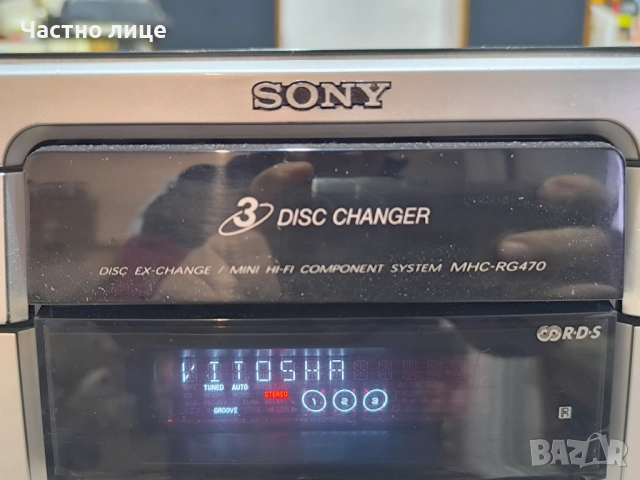 Частно лице
SONY
3 DISC CHANGER
DISC EX-CHANGE / MINI HI-FI COMPONENT SYSTEM MHC-RG470
R·D·S
VITOSHA
TUNED AUTO
STEREO
1 2 3
GROOVE
BAZAR